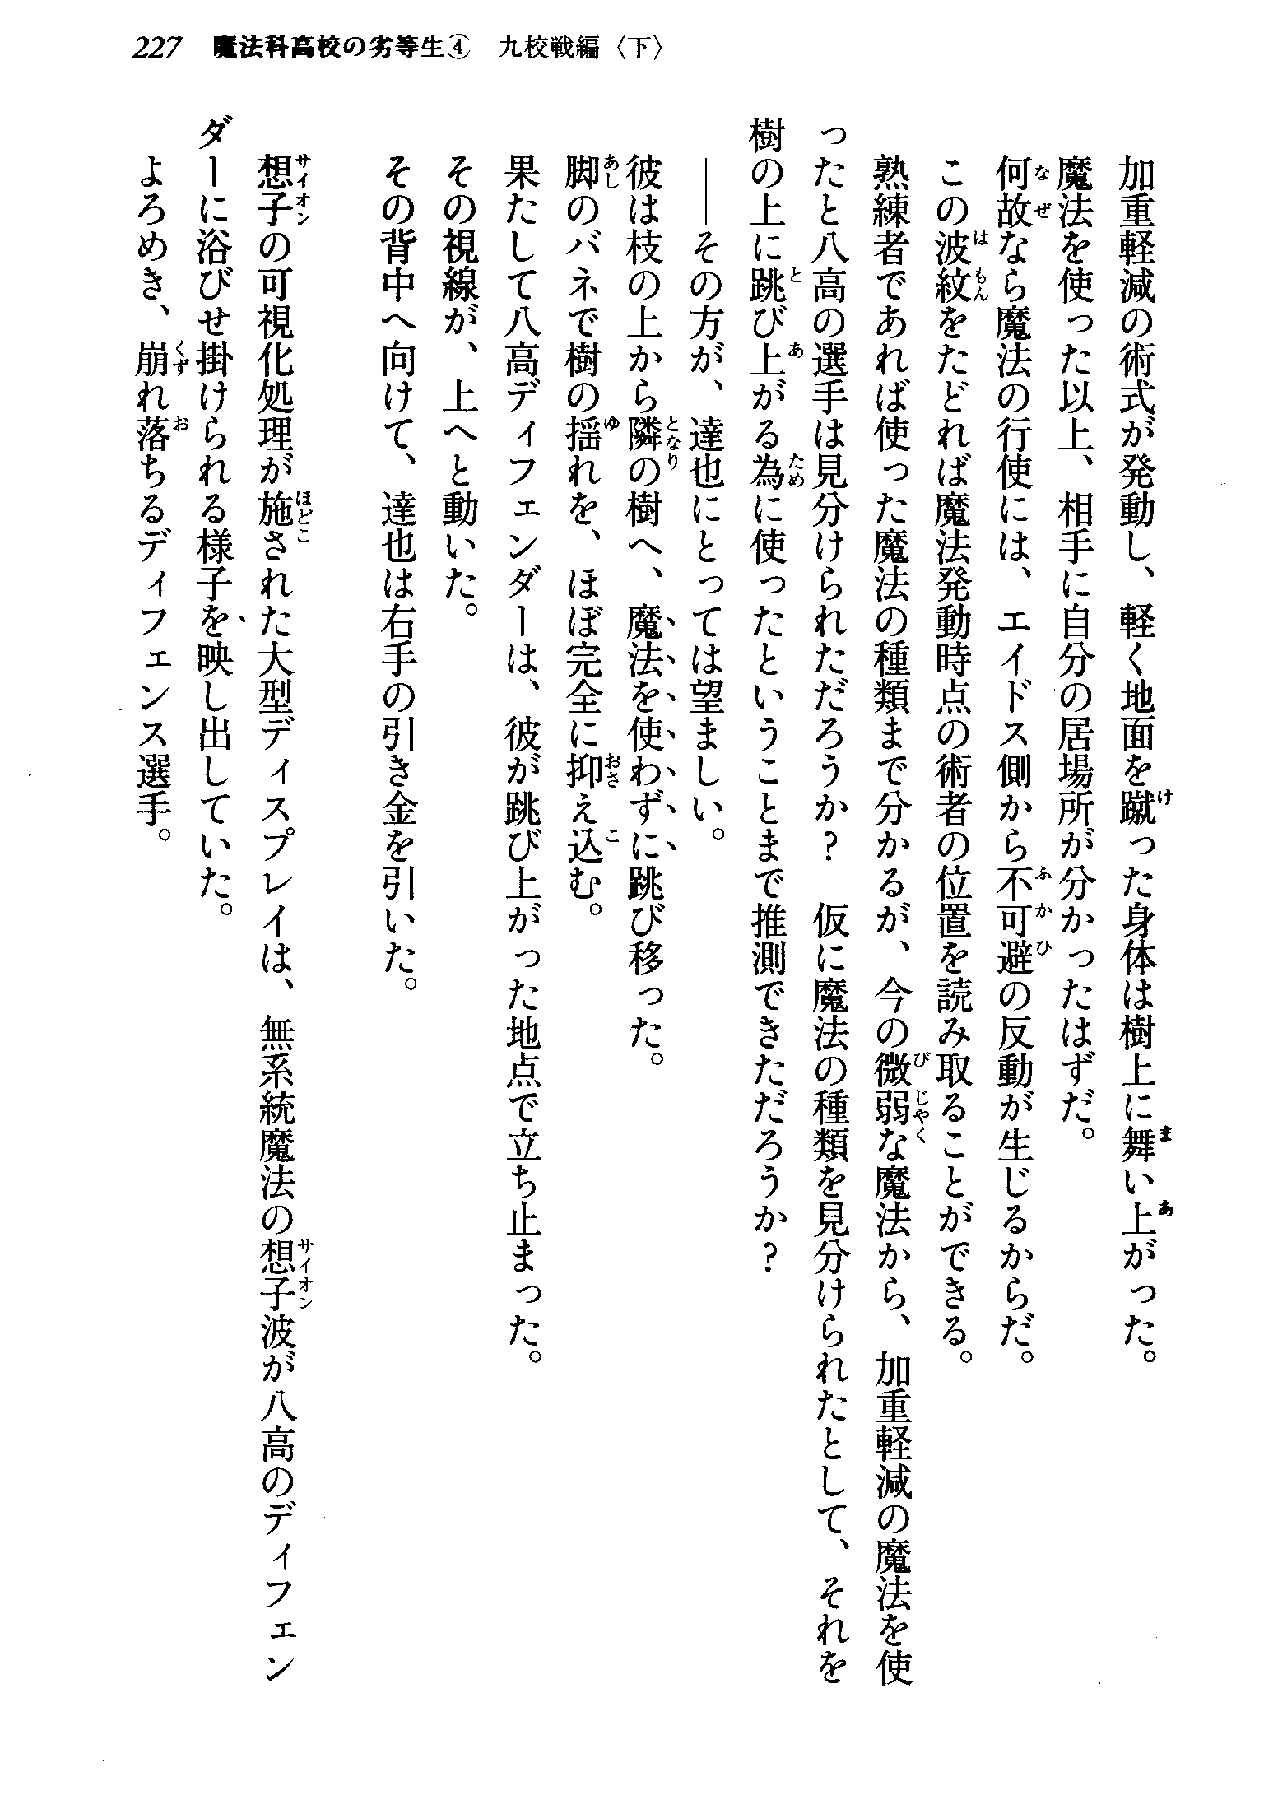 227 魔法科高校の劣等生④ 九校戦編〈下〉
加重軽減の術式が発動し、軽く地面を蹴った身体は樹上に舞い上がった。
魔法を使った以上、相手に自分の居場所が分かったはずだ。
何故なら魔法の行使には、エイドス側から不可避の反動が生じるからだ。
この波紋をたどれば魔法発動時点の術者の位置を読み取ることができる。
熟練者であれば使った魔法の種類まで分かるが、今の微弱な魔法から、加重軽減の魔法を使
ったと八高の選手は見分けられただろうか? 仮に魔法の種類を見分けられたとして、それを
樹の上に跳び上がる為に使ったということまで推測できただろうか?
――その方が、達也にとっては望ましい。
彼は枝の上から隣の樹へ、魔法を使わずに跳び移った。
脚のバネで樹の揺れを、ほぼ完全に抑え込む。
果たして八高ディフェンダーは、彼が跳び上がった地点で立ち止まった。
その視線が、上へと動いた。
その背中へ向けて、達也は右手の引き金を引いた。
想子の可視化処理が施された大型ディスプレイは、無系統魔法の想子波が八高のディフェン
ダーに浴びせ掛けられる様子を映し出していた。
よろめき、崩れ落ちるディフェンス選手。